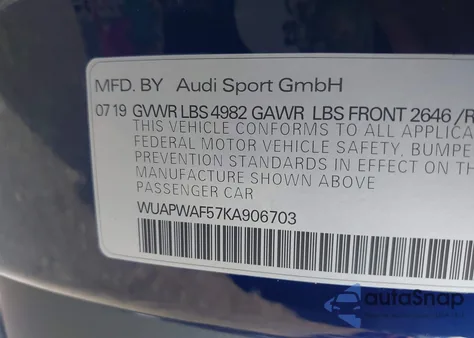 MFD. BY Audi Sport GmbH
07 19 GVWR LBS 4982 GAWR LBS FRONT 2646 /R
THIS VEHICLE CONFORMS TO ALL APPLICA
FEDERAL MOTOR VEHICLE SAFETY, BUMPE
PREVENTION STANDARDS IN EFFECT ON TH
MANUFACTURE SHOWN ABOVE
PASSENGER CAR
WUAPWAF57KA906703
autoSnap